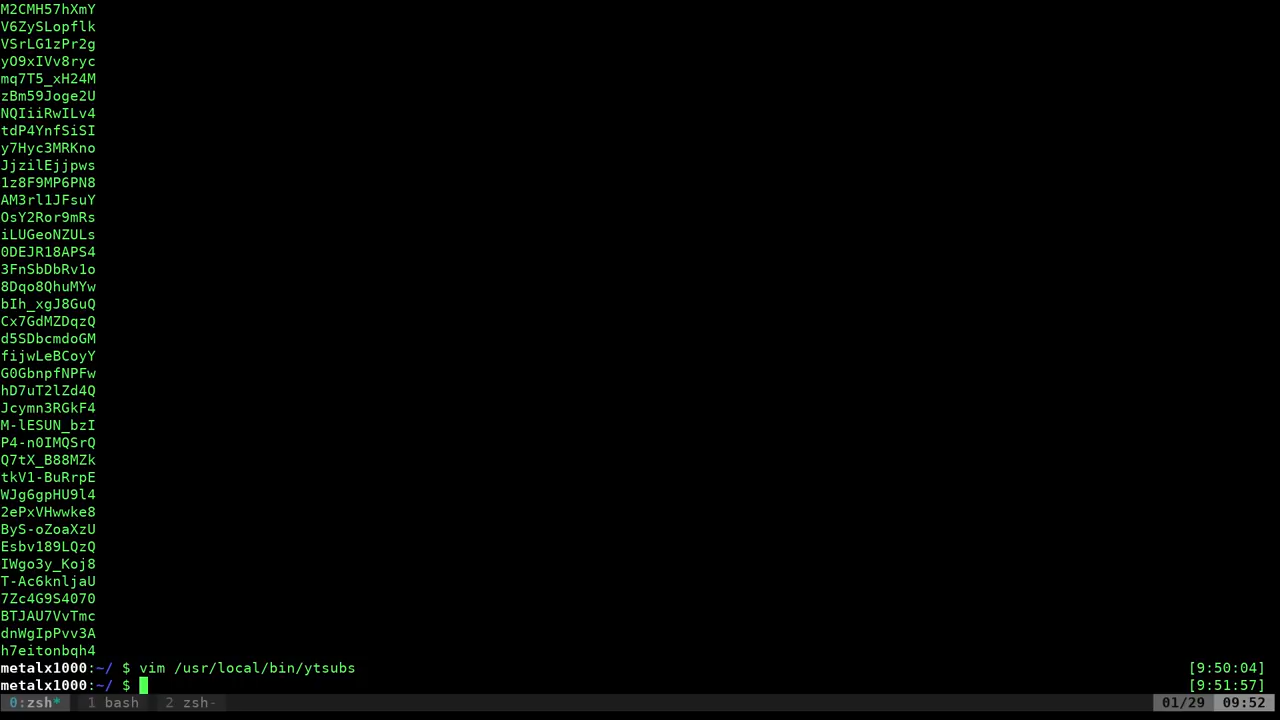 M2CMH57hXmY
V6ZySLopflk
VSrLG1zPr2g
yO9xIVv8ryc
mq7T5_xH24M
zBm59Joge2U
NQIiiRwILv4
tdP4YnfSiSI
y7Hyc3MRKno
JjzilEjjpws
1z8F9MP6PN8
AM3rl1JFsuY
OsY2Ror9mRs
iLUGeoNZULs
0DEJR18APS4
3FnSbDbRv1o
8Dqo8QhuMYw
bIh_xgJ8GuQ
Cx7GdMZDqzQ
d5SDbcmdoGM
fijwLeBCoyY
G0GbnpfNPFw
hD7uT2lZd4Q
Jcymn3RGkF4
M-lESUN_bzI
P4-n0IMQSrQ
Q7tX_B88MZk
tkV1-BuRrpE
WJg6gpHU9l4
2ePxVHwwke8
ByS-oZoaXzU
Esbv189LQzQ
IWgo3y_Koj8
T-Ac6knljaU
7Zc4G9S4070
BTJAU7VvTmc
dnWgIpPvv3A
h7eitonbqh4
metalx1000:~/ $ vim /usr/local/bin/ytsubs [9:50:04]
metalx1000:~/ $ [9:51:57]
0:zsh* 1 bash 2 zsh- 01/29 09:52